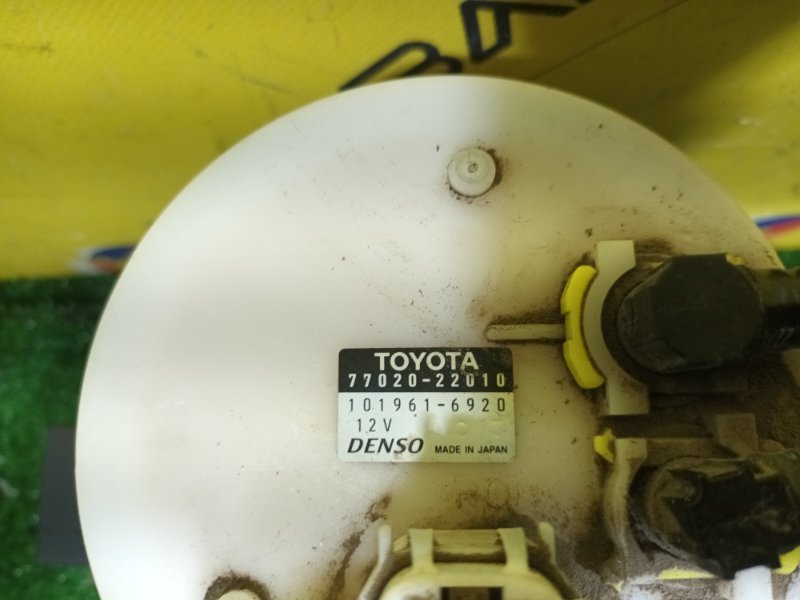 TOYOTA
77020-22010
101961-6920
12V
DENSO MADE IN JAPAN